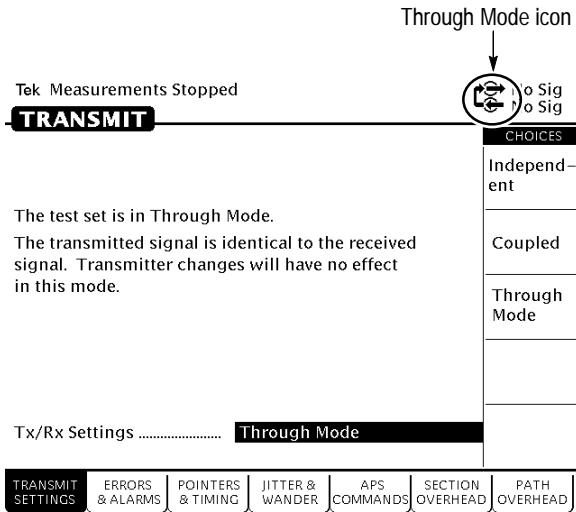 Through Mode icon
Tek Measurements Stopped
No Sig
No Sig
TRANSMIT
CHOICES
Independ–
ent
The test set is in Through Mode.
The transmitted signal is identical to the received
signal. Transmitter changes will have no effect
in this mode.
Coupled
Through
Mode
Tx/Rx Settings ...................... Through Mode
TRANSMIT SETTINGS
ERRORS & ALARMS
POINTERS & TIMING
JITTER & WANDER
APS COMMANDS
SECTION OVERHEAD
PATH OVERHEAD